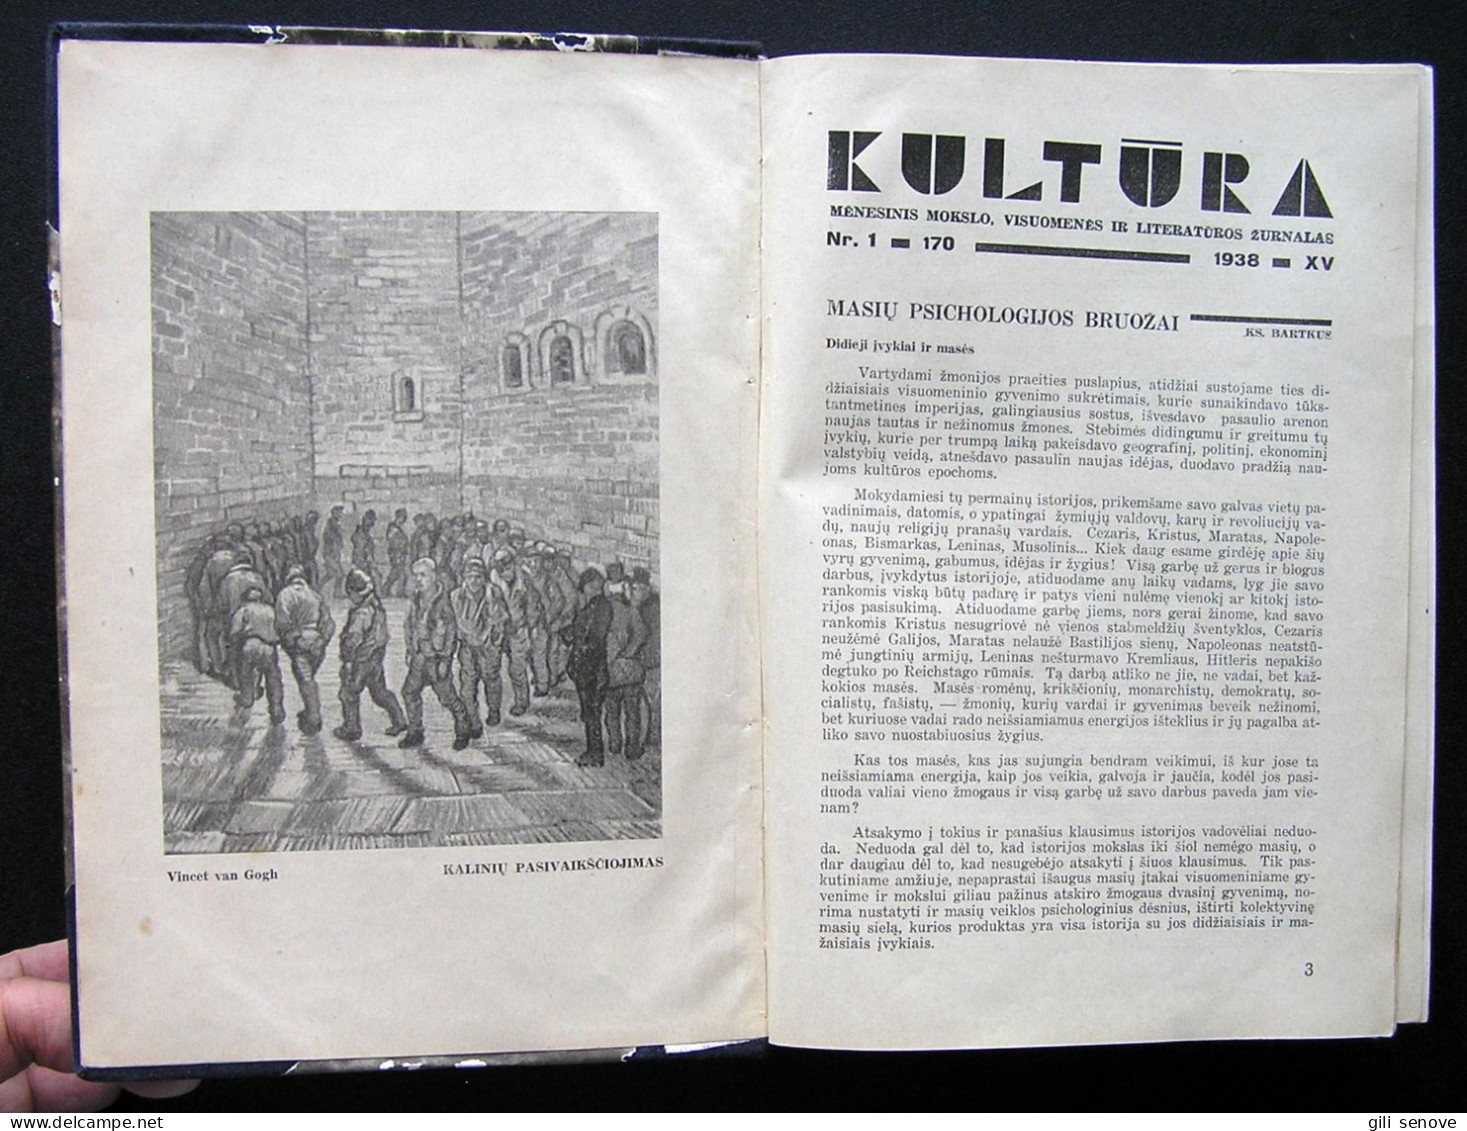 Vincet van Gogh
KALINIŲ PASIVAIKŠČIOJIMAS
KULTŪRA
MĖNESINIS MOKSLO, VISUOMENĖS IR LITERATŪROS ŽURNALAS
Nr. 1 ▬ 170 ▬ 1938 ▬ XV
MASIŲ PSICHOLOGIJOS BRUOŽAI
KS. BARTKUS
Didieji įvykiai ir masės
Vartydami žmonijos praeities puslapius, atidžiai sustojame ties di-
džiaisiais visuomeninio gyvenimo sukrėtimais, kurie sunaikindavo tūks-
tantmetines imperijas, galingiausius sostus, išvesdavo pasaulio arenon
naujas tautas ir nežinomus žmones. Stebimės didingumu ir greitumu tų
įvykių, kurie per trumpą laiką pakeisdavo geografinį, politinį, ekonominį
valstybių veidą, atnešdavo pasaulin naujas idėjas, duodavo pradžią nau-
joms kultūros epochoms.
Mokydamiesi tų permainų istorijos, prikemšame savo galvas vietų pa-
vadinimais, datomis, o ypatingai žymiųjų valdovų, karų ir revoliucijų va-
dų, naujų religijų pranašų vardais. Cezaris, Kristus, Maratas, Napole-
onas, Bismarkas, Leninas, Musolinis... Kiek daug esame girdėję apie šių
vyrų gyvenimą, gabumus, idėjas ir žygius! Visą garbę už gerus ir blogus
darbus, įvykdytus istorijoje, atiduodame anų laikų vadams, lyg jie savo
rankomis viską būtų padarę ir patys vieni nulėmę vienokį ar kitokį isto-
rijos pasisukimą. Atiduodame garbę jiems, nors gerai žinome, kad savo
rankomis Kristus nesugriovė nė vienos stabmeldžių šventyklos, Cezaris
neužėmė Galijos, Maratas nelaužė Bastilijos sienų, Napoleonas neatstū-
mė jungtinių armijų, Leninas nešturmavo Kremliaus, Hitleris nepakišo
degtuko po Reichstago rūmais. Tą darbą atliko ne jie, ne vadai, bet kaž-
kokios masės. Masės romėnų, krikščionių, monarchistų, demokratų, so-
cialistų, fašistų, — žmonių, kurių vardai ir gyvenimas beveik nežinomi,
bet kuriuose vadai rado neišsiamiamus energijos išteklius ir jų pagalba at-
liko savo nuostabiuosius žygius.
Kas tos masės, kas jas sujungia bendram veikimui, iš kur jose ta
neišsiamiama energija, kaip jos veikia, galvoja ir jaučia, kodėl jos pasi-
duoda valiai vieno žmogaus ir visą garbę už savo darbus paveda jam vie-
nam?
Atsakymo į tokius ir panašius klausimus istorijos vadovėliai neduo-
da. Neduoda gal dėl to, kad istorijos mokslas iki šiol nemėgo masių, o
dar daugiau dėl to, kad nesugebėjo atsakyti į šiuos klausimus. Tik pas-
kutiniame amžiuje, nepaprastai išaugus masių įtakai visuomeniniame gy-
venime ir mokslui giliau pažinus atskiro žmogaus dvasinį gyvenimą, no-
rima nustatyti ir masių veiklos psichologinius dėsnius, ištirti kolektyvinę
masių sielą, kurios produktas yra visa istorija su jos didžiaisiais ir ma-
žaisiais įvykiais.
3
gili senove